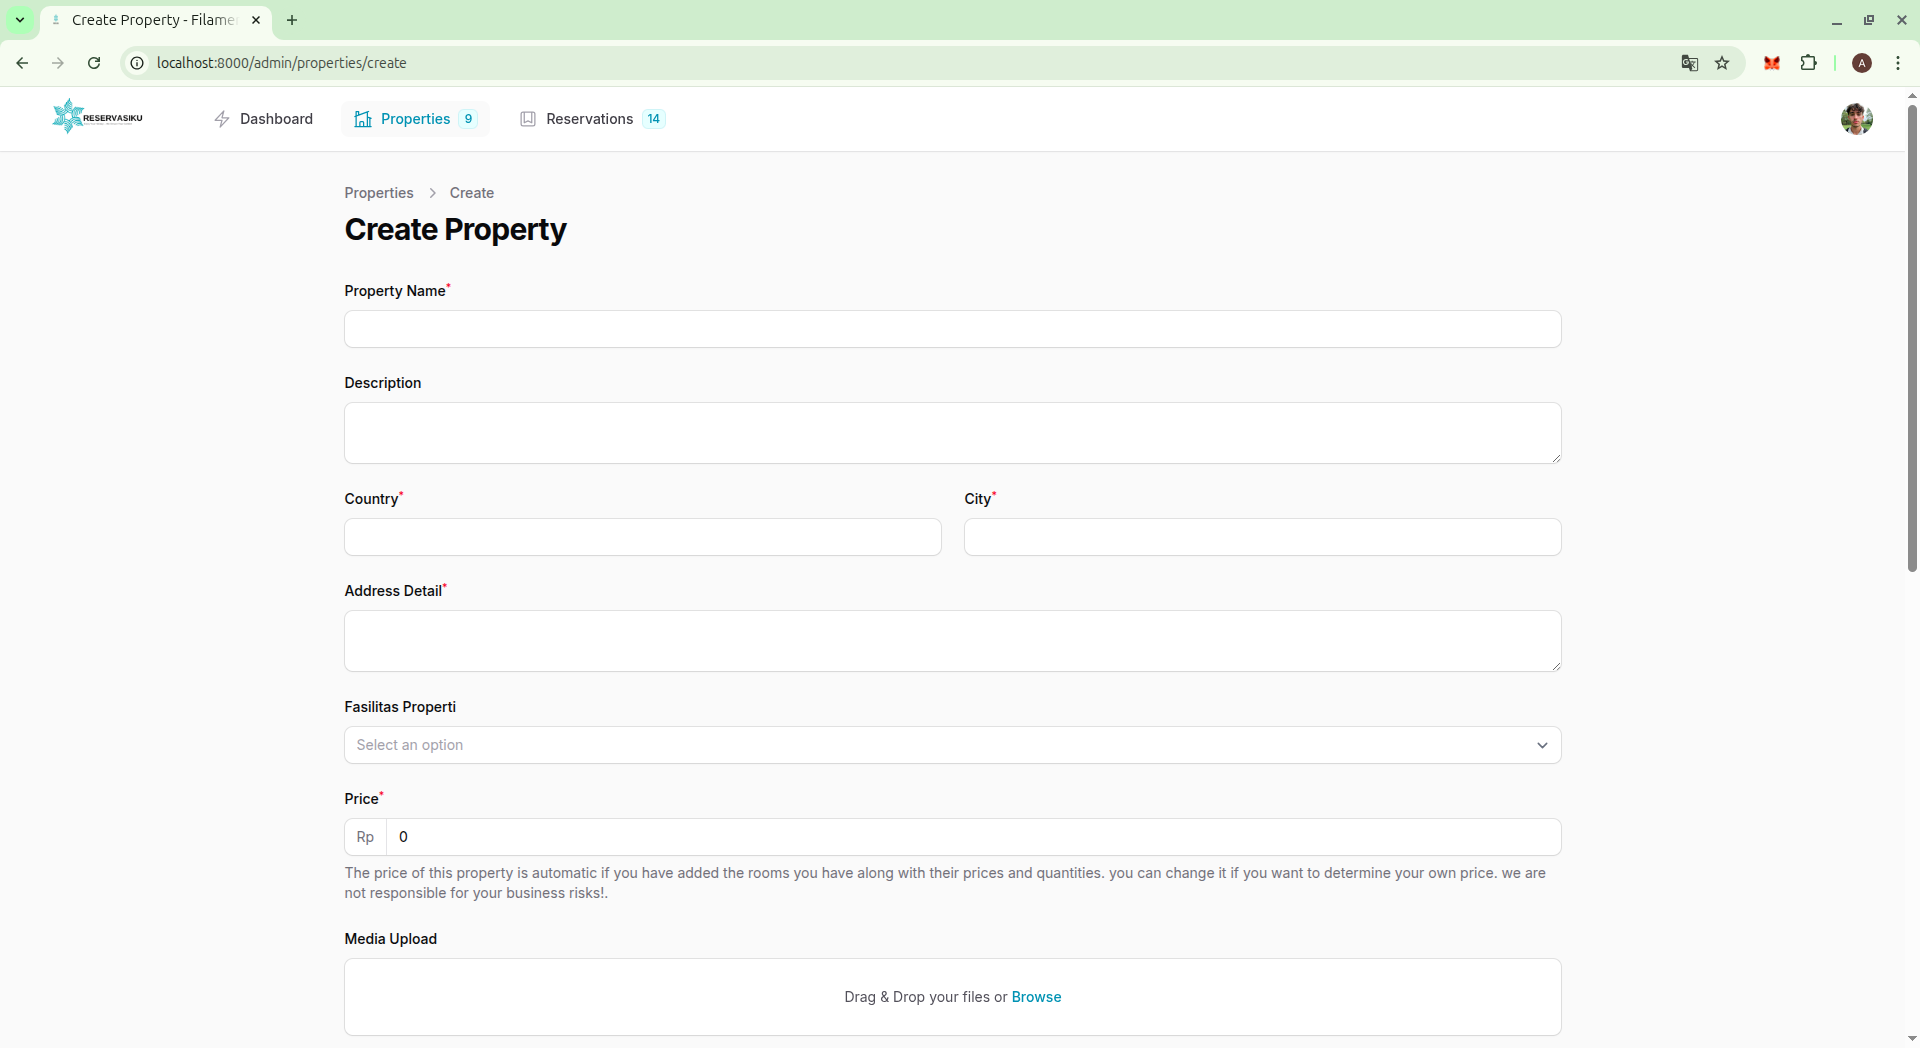 Create Property - Filame
localhost:8000/admin/properties/create
A
RESERVASIKU
Dashboard
Properties 9
Reservations 14
Properties > Create
Create Property
Property Name*
Description
Country*
City*
Address Detail*
Fasilitas Properti
Select an option
Price*
Rp 0
The price of this property is automatic if you have added the rooms you have along with their prices and quantities. you can change it if you want to determine your own price. we are
not responsible for your business risks!.
Media Upload
Drag & Drop your files or Browse